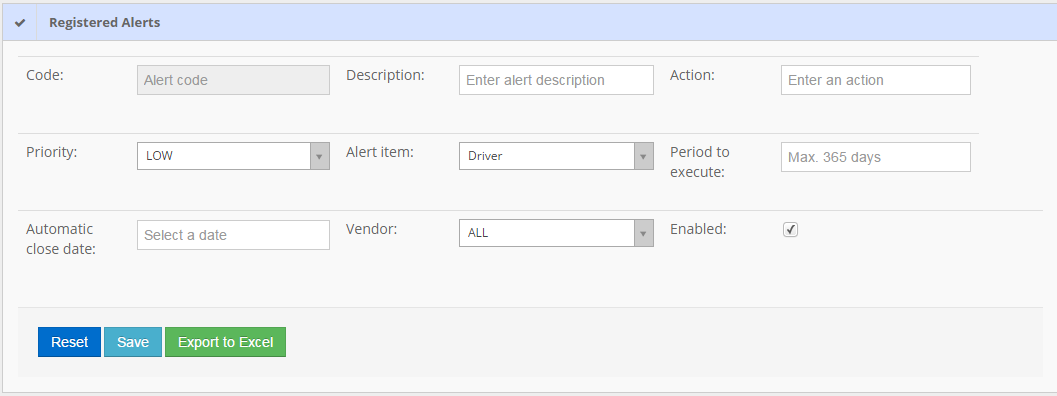 Registered Alerts
Code: Alert code Description: Enter alert description Action: Enter an action
Priority: LOW Alert item: Driver Period to execute: Max. 365 days
Automatic close date: Select a date Vendor: ALL Enabled:
Reset Save Export to Excel